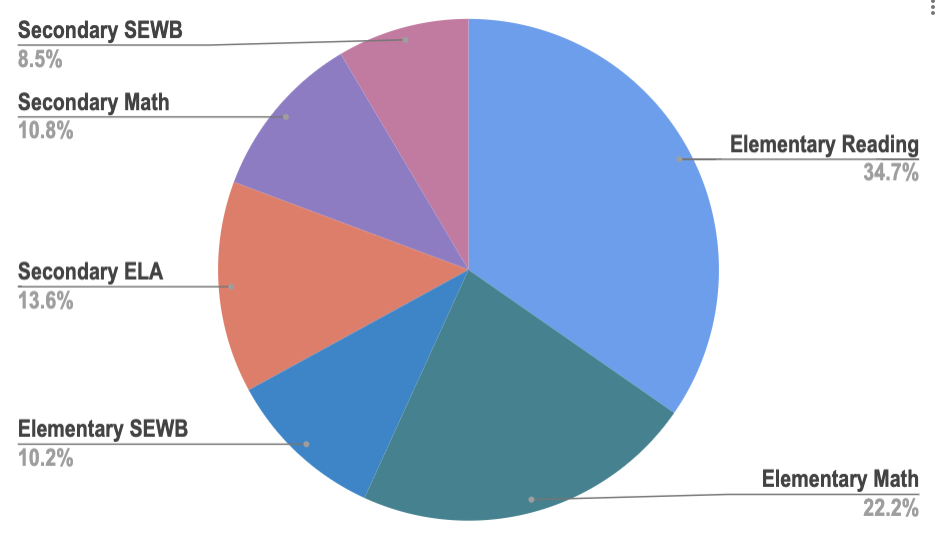 Secondary SEWB
8.5%
Secondary Math
10.8%
Elementary Reading
34.7%
Secondary ELA
13.6%
Elementary SEWB
10.2%
Elementary Math
22.2%